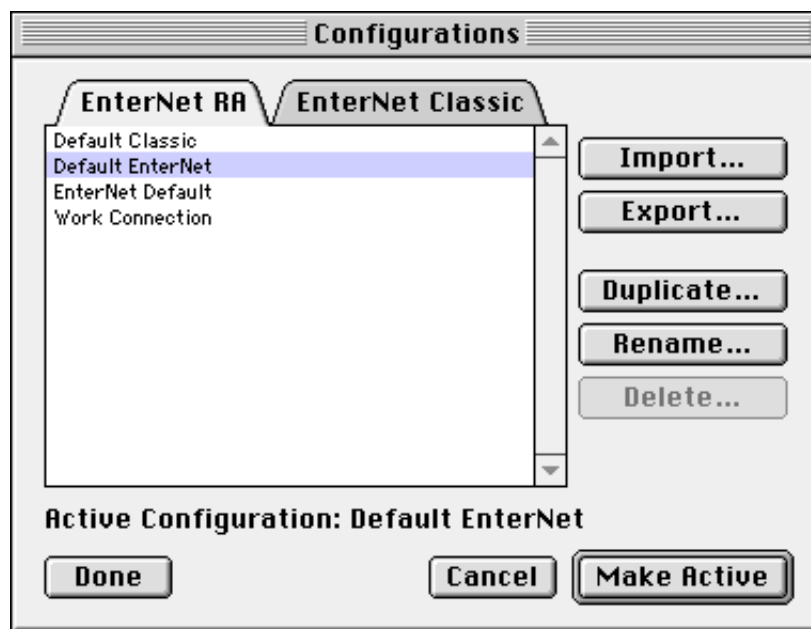 Configurations
EnterNet RA
EnterNet Classic
Default Classic
Default EnterNet
EnterNet Default
Work Connection
Import...
Export...
Duplicate...
Rename...
Delete...
Active Configuration: Default EnterNet
Done
Cancel
Make Active